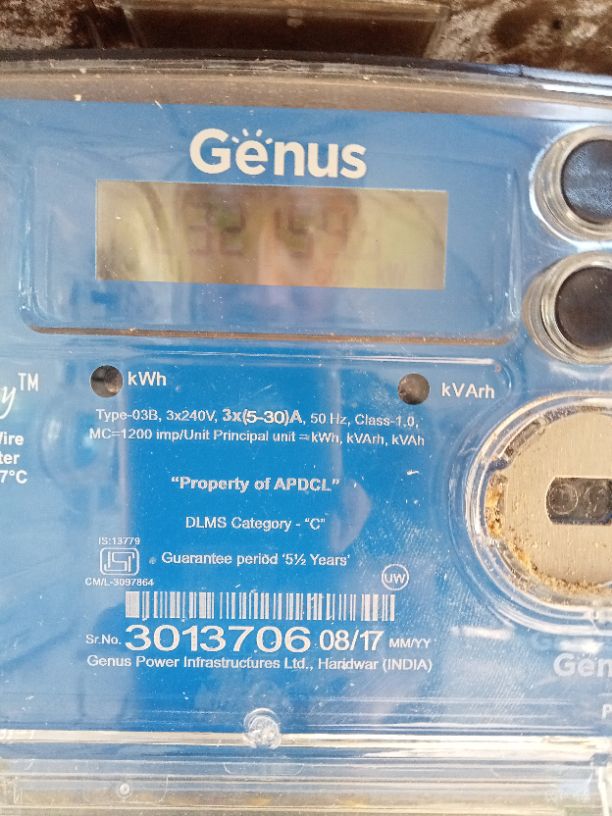 Genus
kWh
kVArh
TM
Type-03B, 3x240V, 3x(5-30)A, 50 Hz, Class-1.0,
MC=1200 imp/Unit Principal unit = kWh, kVArh, kVAh
7°C
"Property of APDCL"
DLMS Category - "C"
IS:13779
Guarantee period '5½ Years'
CM/L-3097864
UW
Sr.No. 3013706 08/17 MM/YY
Genus Power Infrastructures Ltd., Haridwar (INDIA)